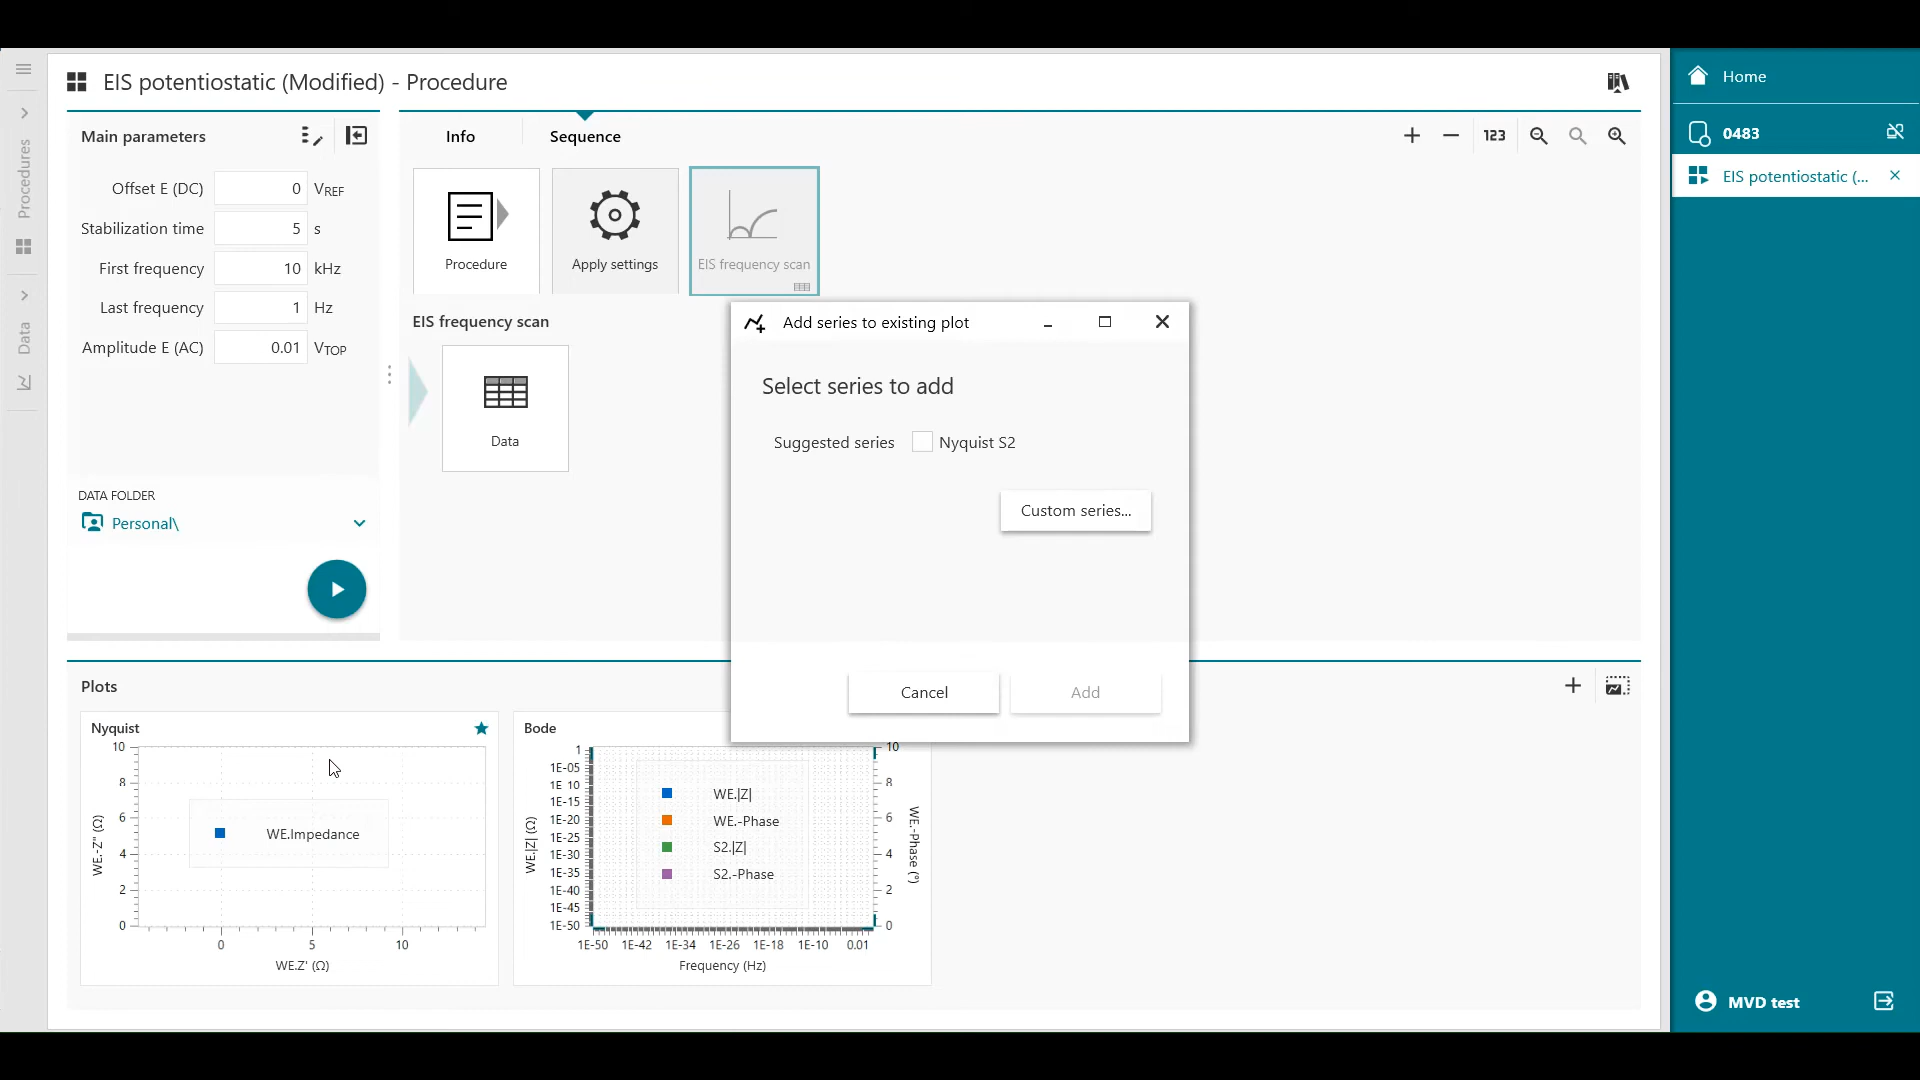 EIS potentiostatic (Modified) - Procedure
Home
0483
EIS potentiostatic (...
Procedures
Data
Main parameters
Offset E (DC) 0 VREF
Stabilization time 5 s
First frequency 10 kHz
Last frequency 1 Hz
Amplitude E (AC) 0.01 VTOP
DATA FOLDER
Personal\
Info
Sequence
123
Procedure
Apply settings
EIS frequency scan
EIS frequency scan
Data
Add series to existing plot
Select series to add
Suggested series
Nyquist S2
Custom series...
Cancel
Add
Plots
Nyquist
10
8
6
4
2
0
WE.-Z" (Ω)
WE.Impedance
0 5 10
WE.Z' (Ω)
Bode
1
1E-05
1E 10
1E-15
1E-20
1E-25
1E-30
1E-35
1E-40
1E-45
1E-50
WE.|Z| (Ω)
WE.|Z|
WE.-Phase
S2.|Z|
S2.-Phase
10
8
6
4
2
0
WE.-Phase (°)
1E-50 1E-42 1E-34 1E-26 1E-18 1E-10 0.01
Frequency (Hz)
MVD test